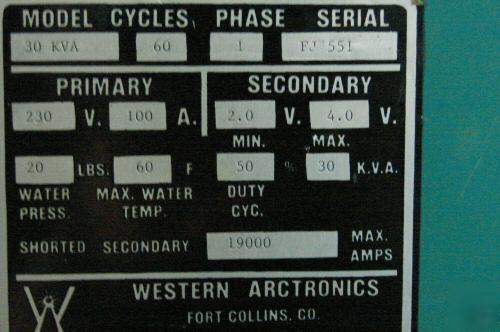 MODEL CYCLES PHASE SERIAL
30 KVA 60 1 FJ 551
PRIMARY SECONDARY
230 V. 100 A. 2.0 V. 4.0 V.
MIN. MAX.
20 LBS. 60 F 50 % 30 K.V.A.
WATER PRESS. MAX. WATER TEMP. DUTY CYC.
SHORTED SECONDARY 19000 MAX. AMPS
WESTERN ARCTRONICS
FORT COLLINS, CO.